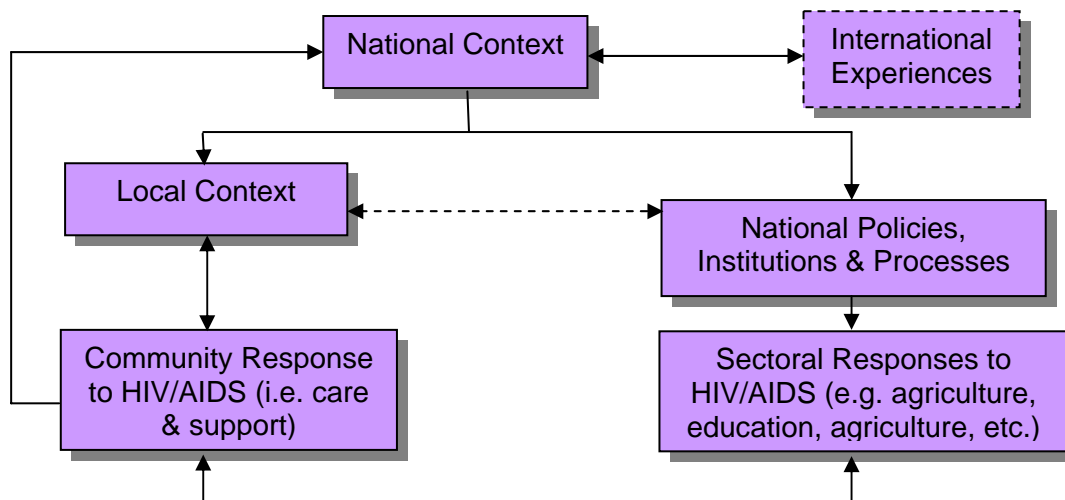 National Context
International
Experiences
Local Context
National Policies,
Institutions & Processes
Community Response
to HIV/AIDS (i.e. care
& support)
Sectoral Responses to
HIV/AIDS (e.g. agriculture,
education, agriculture, etc.)